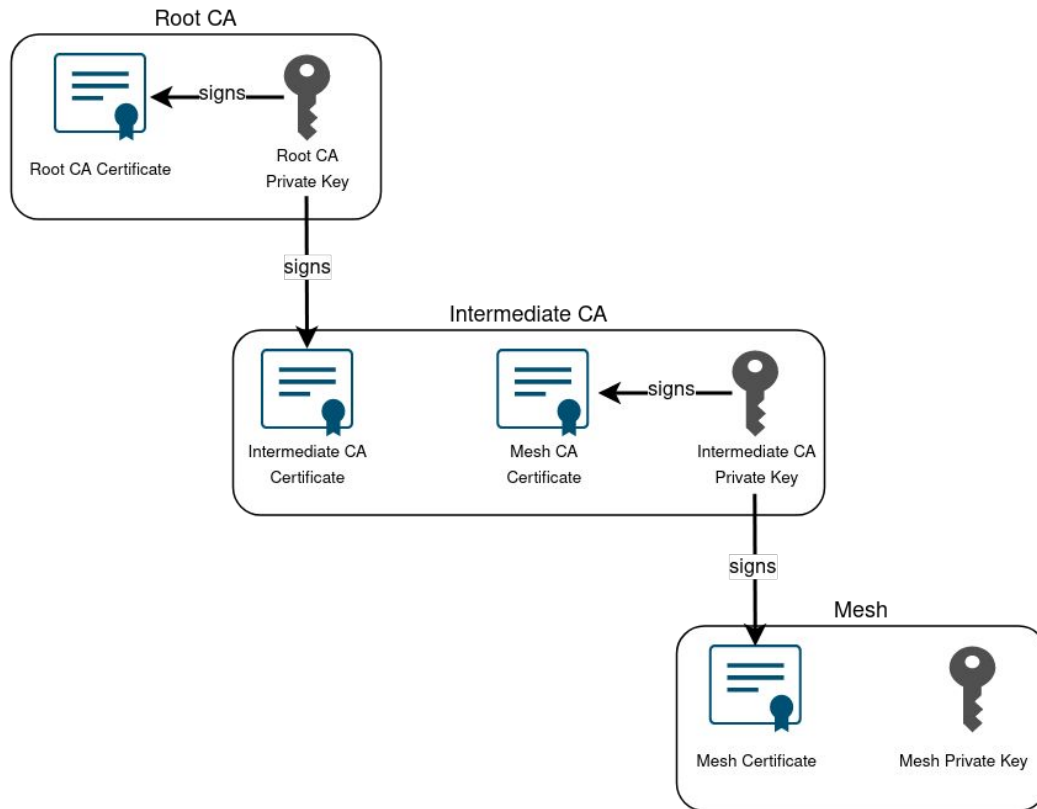 Root CA
signs
Root CA Certificate
Root CA
Private Key
signs
Intermediate CA
signs
Intermediate CA
Certificate
Mesh CA
Certificate
Intermediate CA
Private Key
signs
Mesh
Mesh Certificate
Mesh Private Key